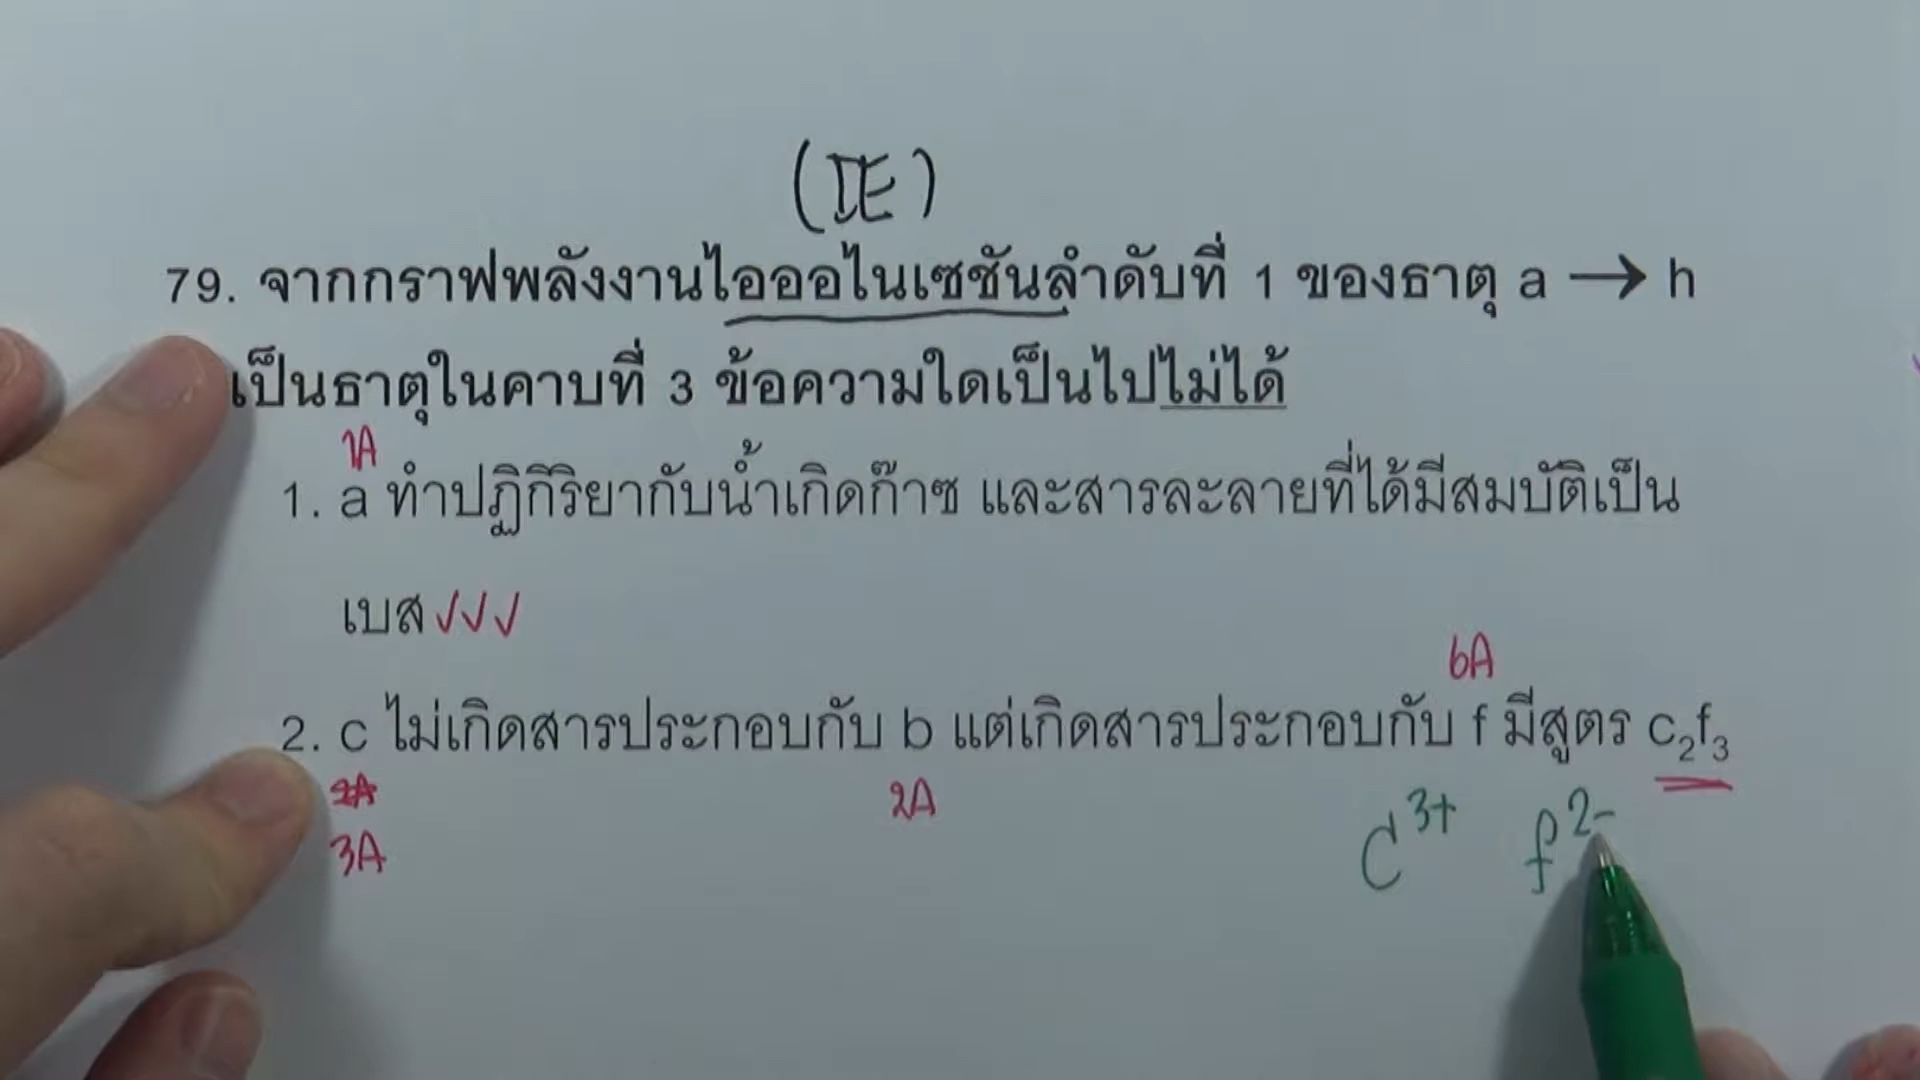 (IE)
79. จากกราฟพลังงานไอออไนเซชันลำดับที่ 1 ของธาตุ a → h
เป็นธาตุในคาบที่ 3 ข้อความใดเป็นไปไม่ได้
1A
1. a ทำปฏิกิริยากับน้ำเกิดก๊าซ และสารละลายที่ได้มีสมบัติเป็น
เบส ✓✓✓
6A
2. c ไม่เกิดสารประกอบกับ b แต่เกิดสารประกอบกับ f มีสูตร c₂f₃
2A 2A
3A C³⁺ f²⁻